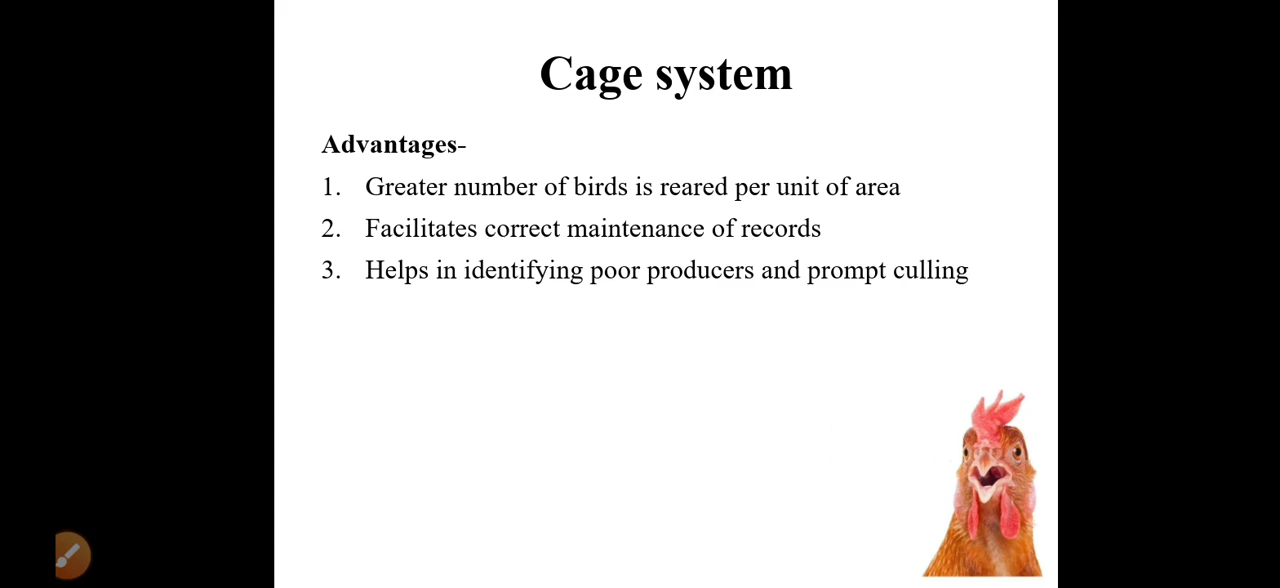 Cage system
Advantages-
1. Greater number of birds is reared per unit of area
2. Facilitates correct maintenance of records
3. Helps in identifying poor producers and prompt culling